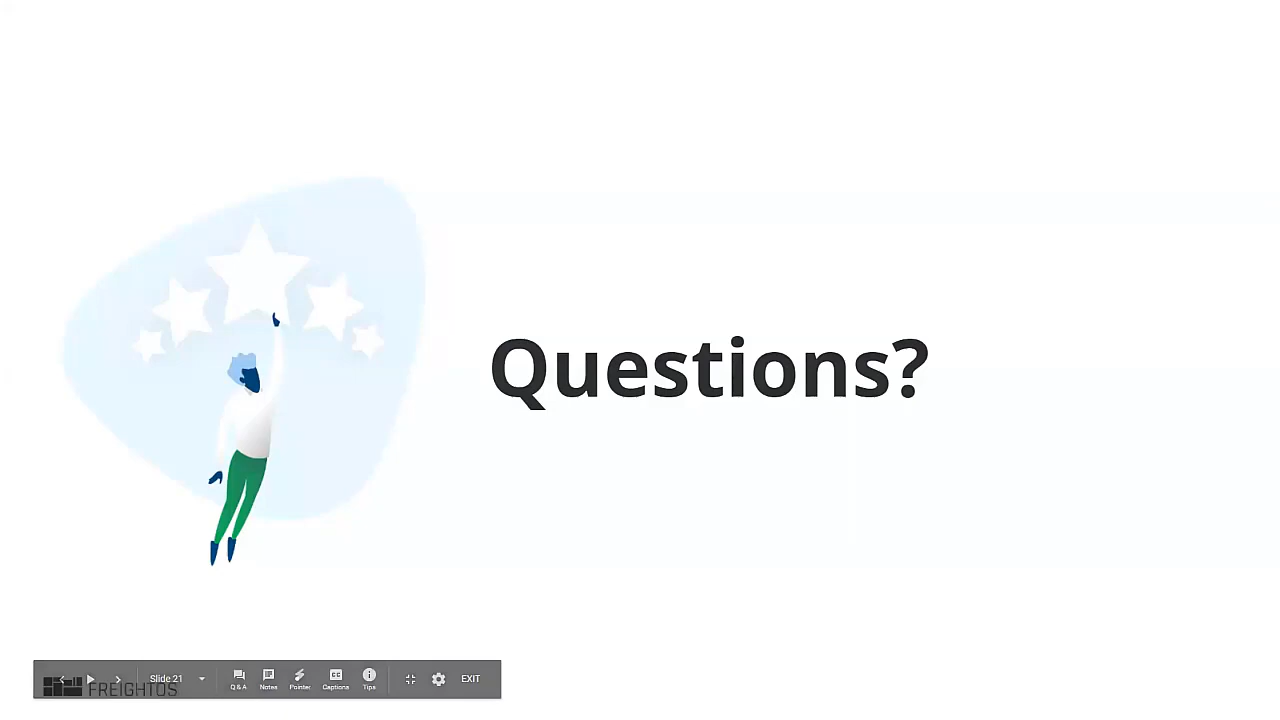 Questions?
Slide 21
Q & A
Notes
Pointer
Captions
Tips
EXIT
FREIGHTOS